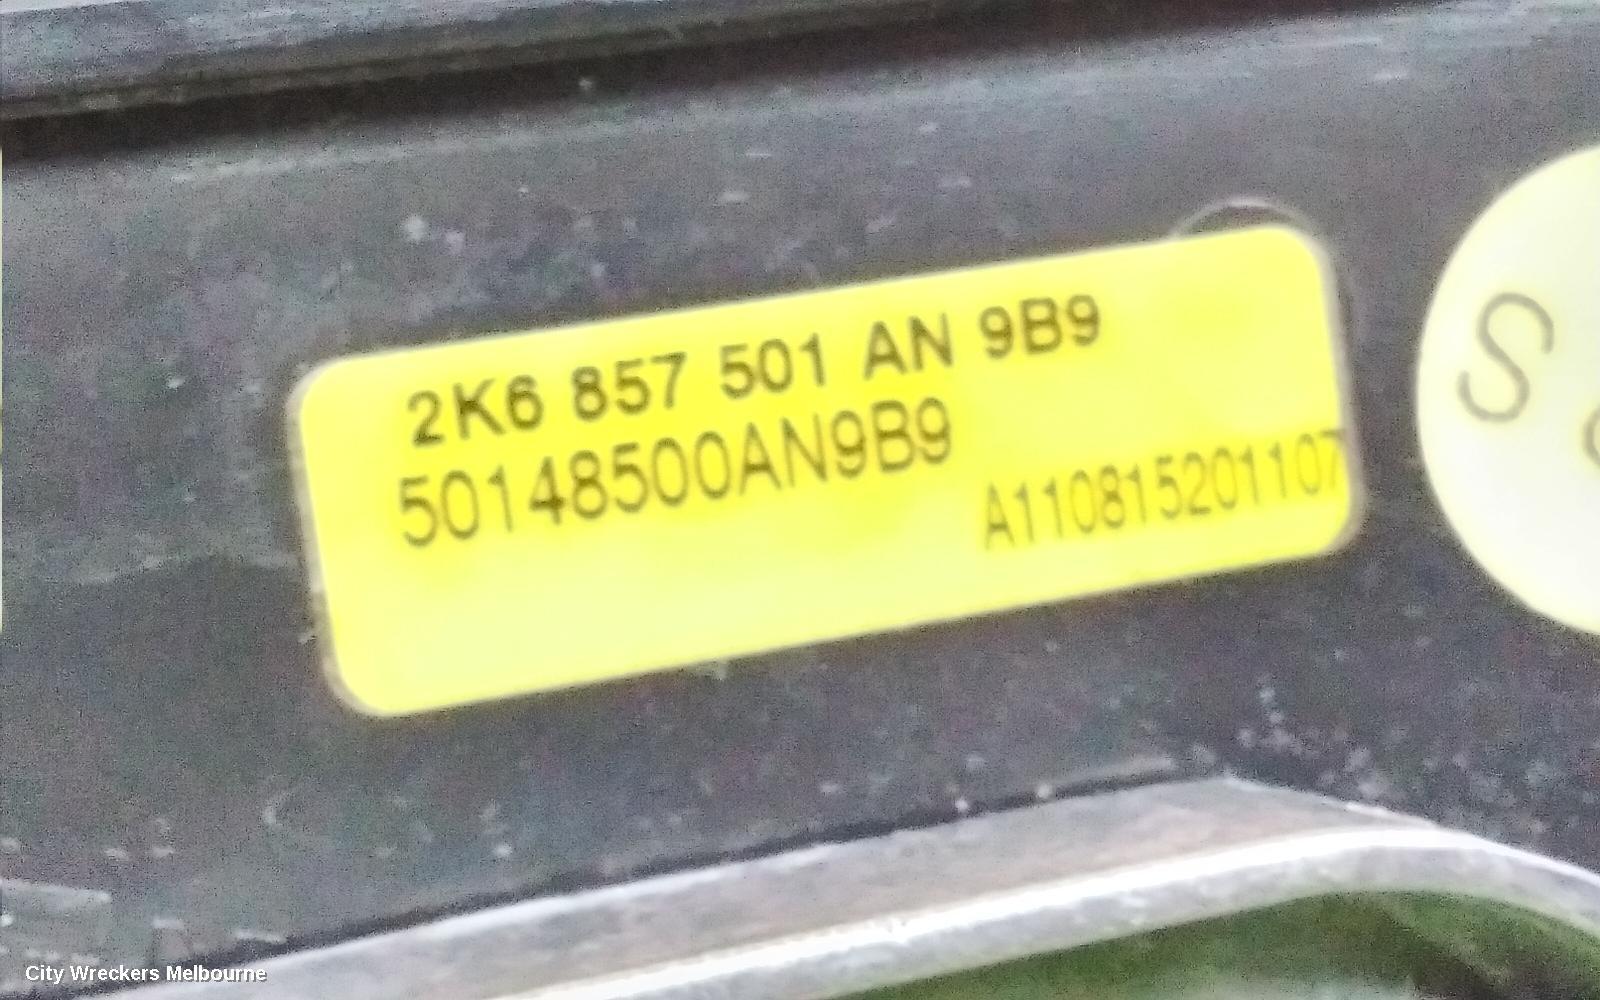 2K6 857 501 AN 9B9
50148500AN9B9
A110815201107
S
City Wreckers Melbourne